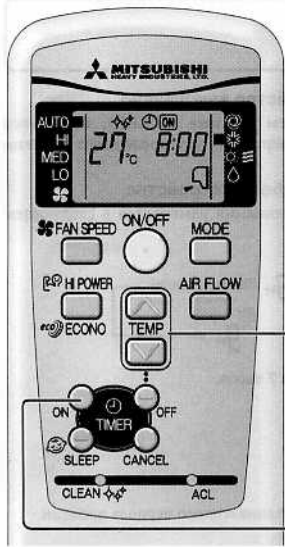 MITSUBISHI
HEAVY INDUSTRIES, LTD.
AUTO
HI
MED
LO
ON
27°C 8:00
FAN SPEED
ON/OFF
MODE
HI POWER
AIR FLOW
eco ECONO
TEMP
ON
OFF
TIMER
SLEEP
CANCEL
CLEAN
ACL